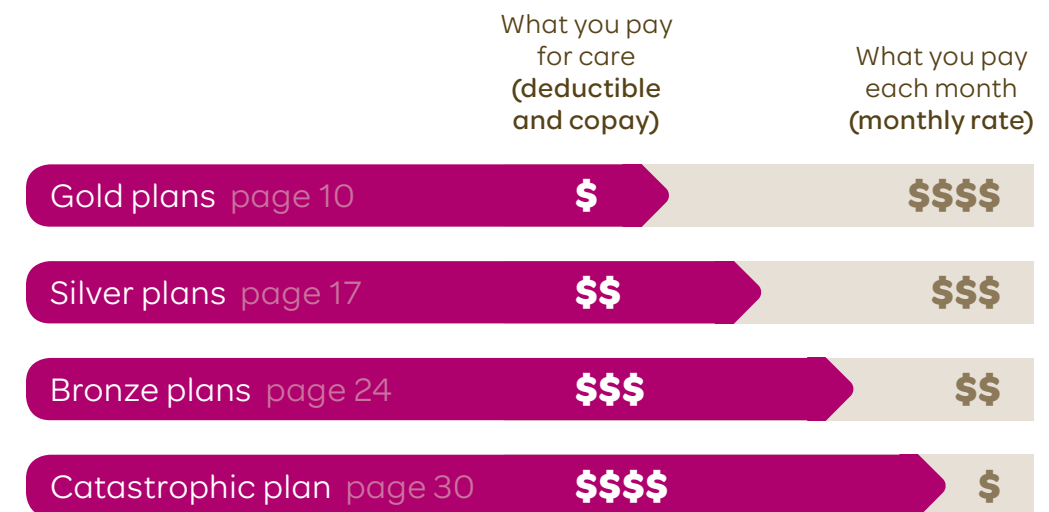 What you pay
for care
(deductible
and copay)
What you pay
each month
(monthly rate)
Gold plans page 10 $ $$$$
Silver plans page 17 $$ $$$
Bronze plans page 24 $$$ $$
Catastrophic plan page 30 $$$$ $